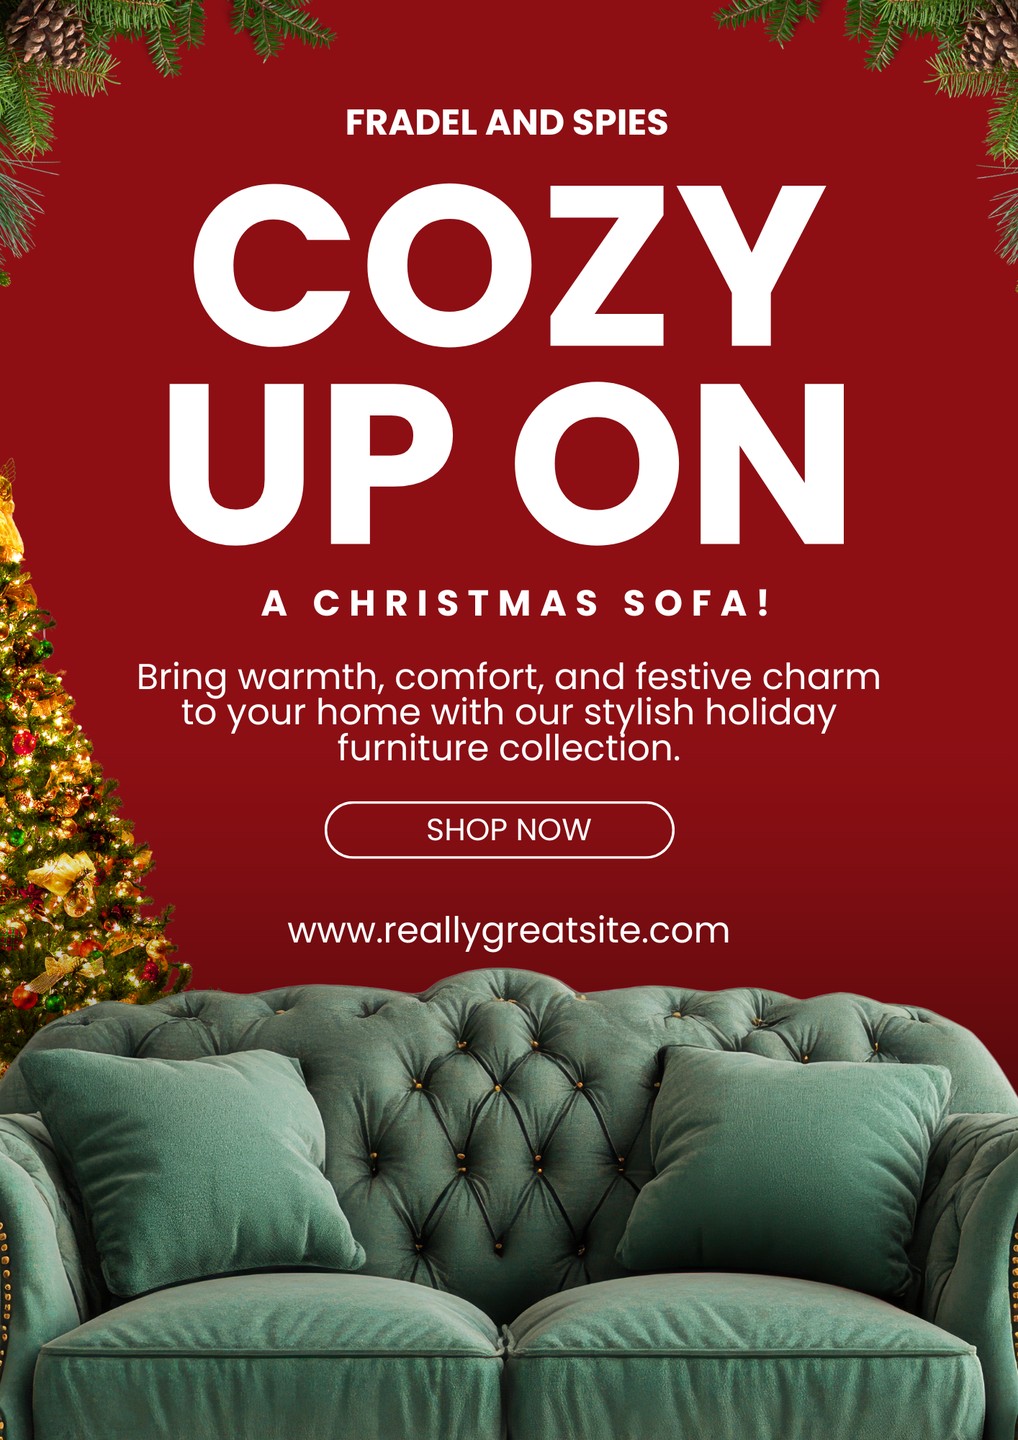 FRADEL AND SPIES
COZY
UP ON
A CHRISTMAS SOFA!
Bring warmth, comfort, and festive charm
to your home with our stylish holiday
furniture collection.
SHOP NOW
www.reallygreatsite.com